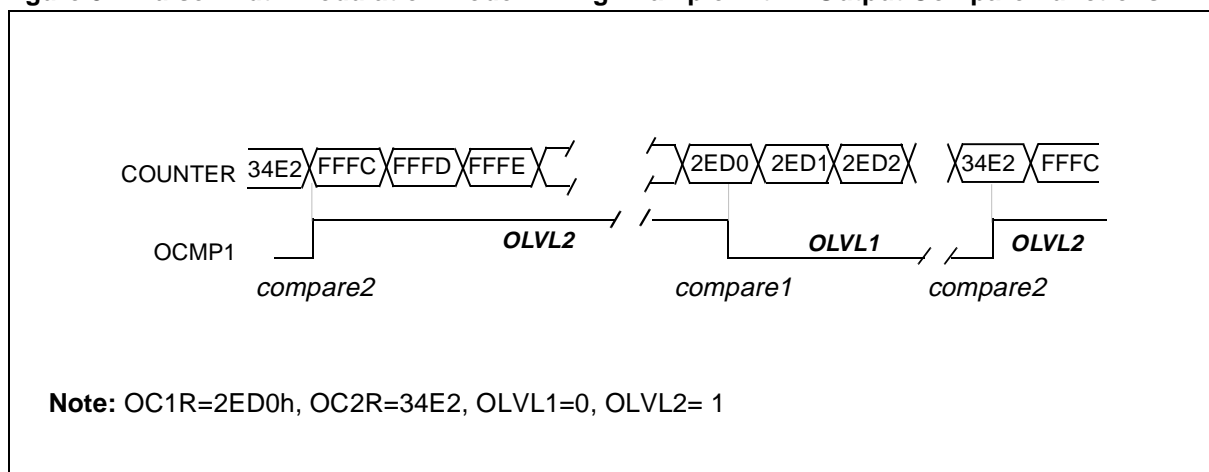 COUNTER 34E2 FFFC FFFD FFFE 2ED0 2ED1 2ED2 34E2 FFFC
OCMP1 OLVL2 OLVL1 OLVL2
compare2 compare1 compare2
Note: OC1R=2ED0h, OC2R=34E2, OLVL1=0, OLVL2= 1